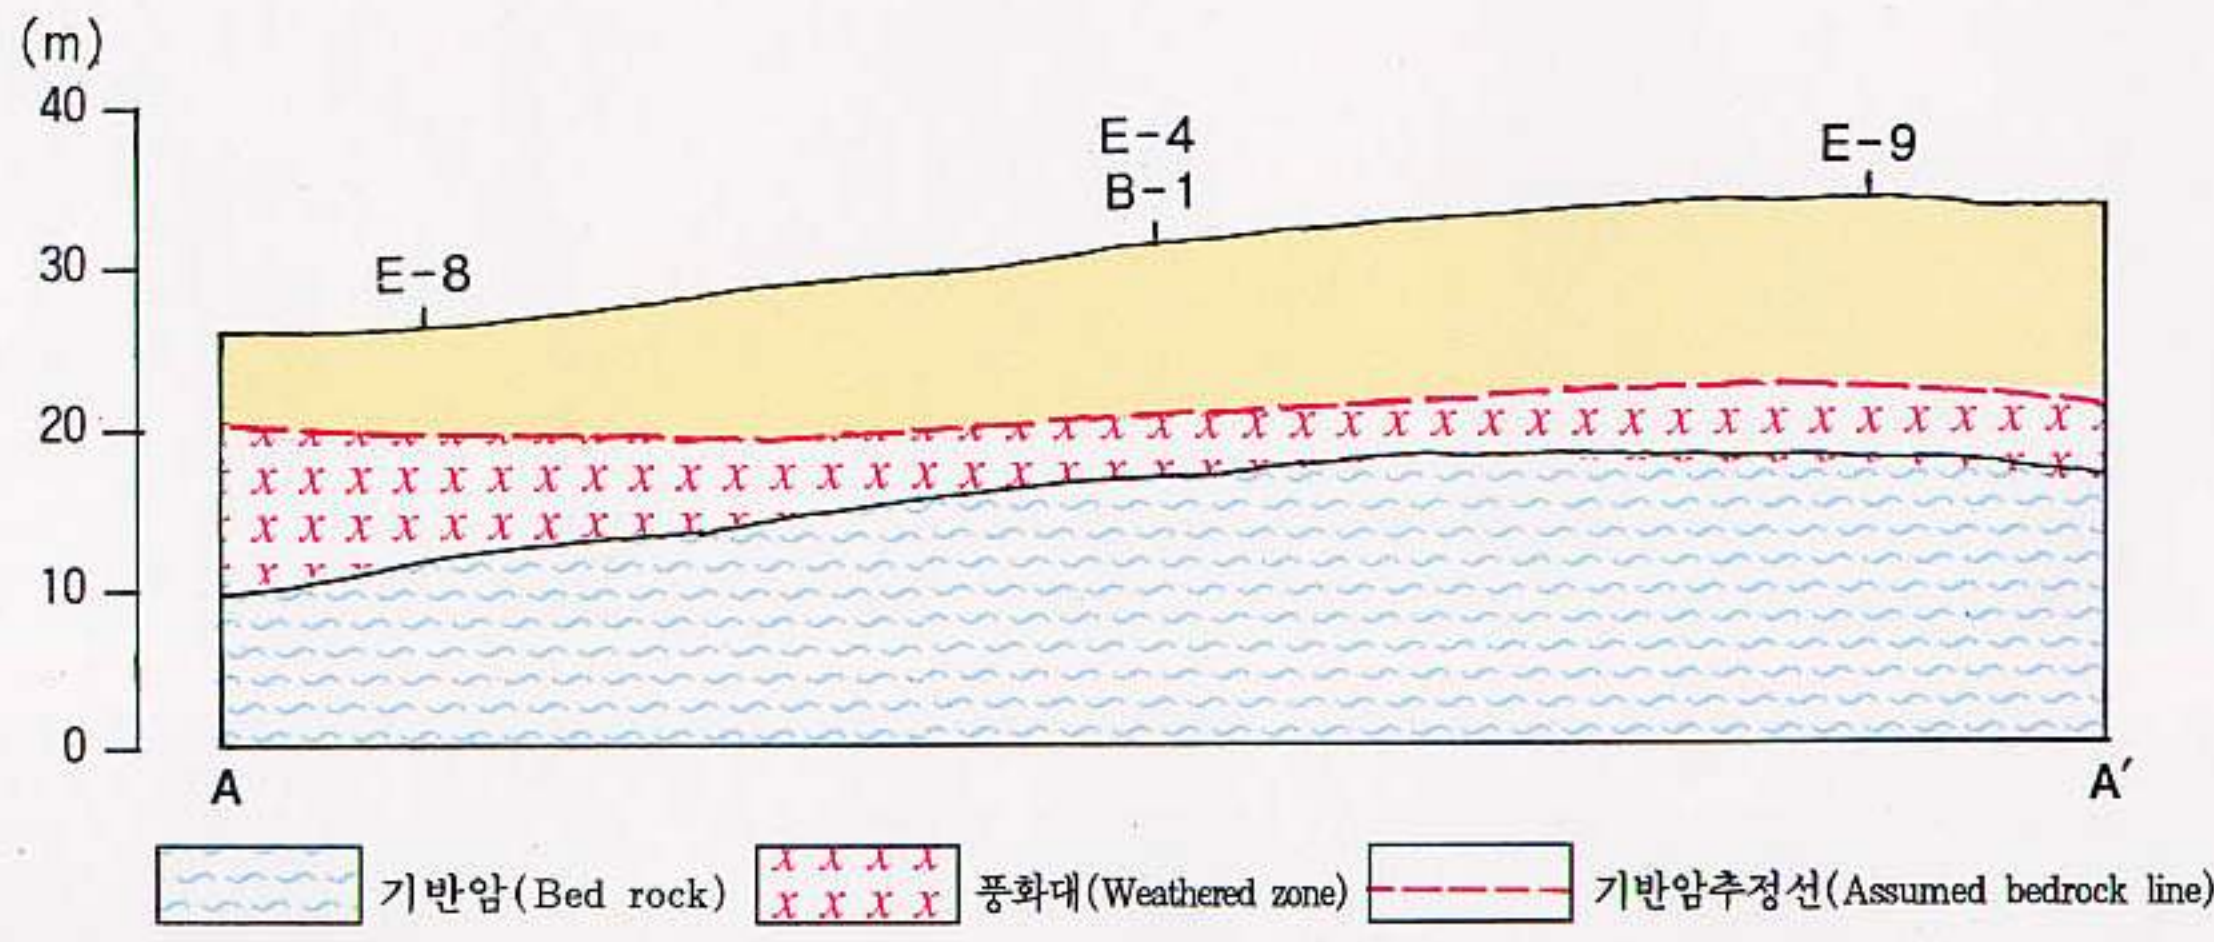 (m)
40
30
20
10
0
E-8
E-4
B-1
E-9
A
A′
기반암(Bed rock)
풍화대(Weathered zone)
기반암추정선(Assumed bedrock line)